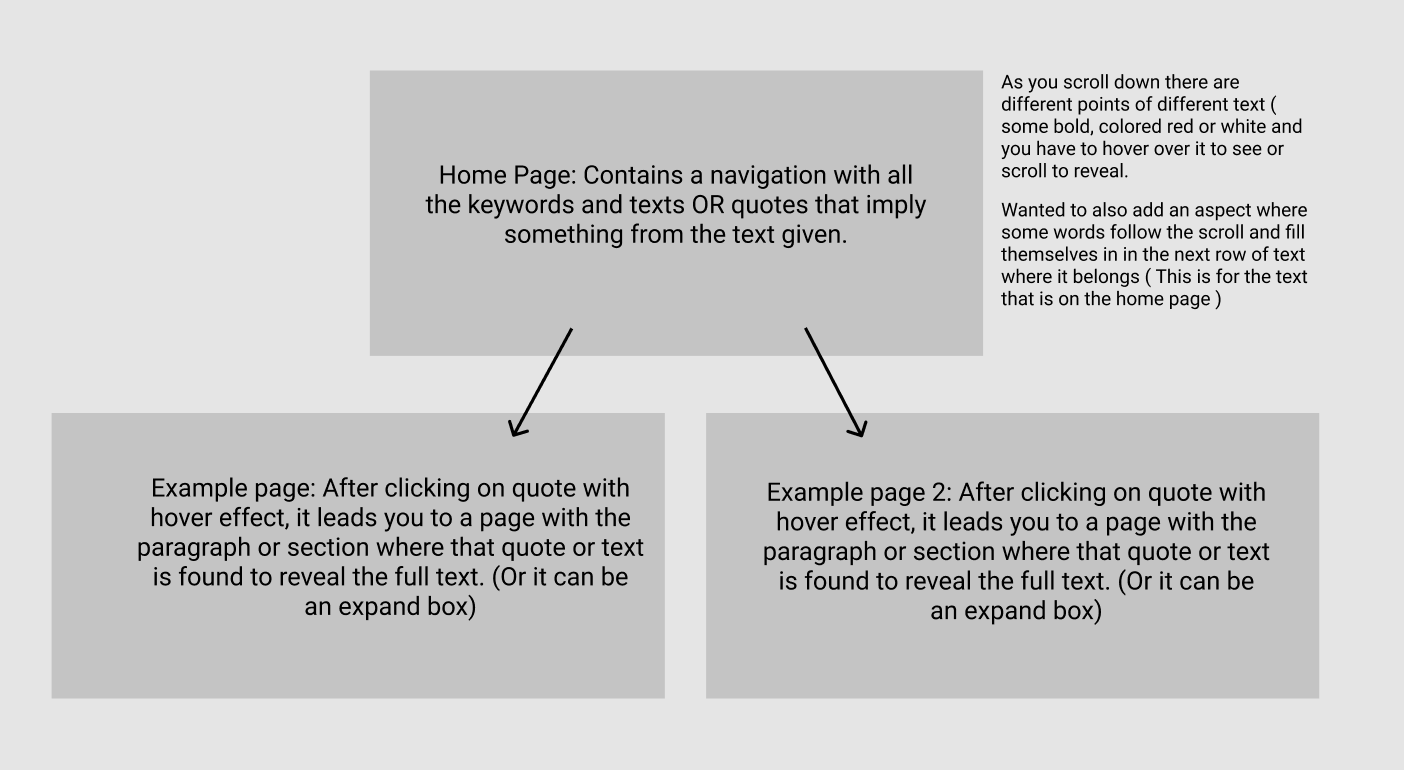 Home Page: Contains a navigation with all
the keywords and texts OR quotes that imply
something from the text given.
As you scroll down there are
different points of different text (
some bold, colored red or white and
you have to hover over it to see or
scroll to reveal.
Wanted to also add an aspect where
some words follow the scroll and fill
themselves in in the next row of text
where it belongs ( This is for the text
that is on the home page )
Example page: After clicking on quote with
hover effect, it leads you to a page with the
paragraph or section where that quote or text
is found to reveal the full text. (Or it can be
an expand box)
Example page 2: After clicking on quote with
hover effect, it leads you to a page with the
paragraph or section where that quote or text
is found to reveal the full text. (Or it can be
an expand box)